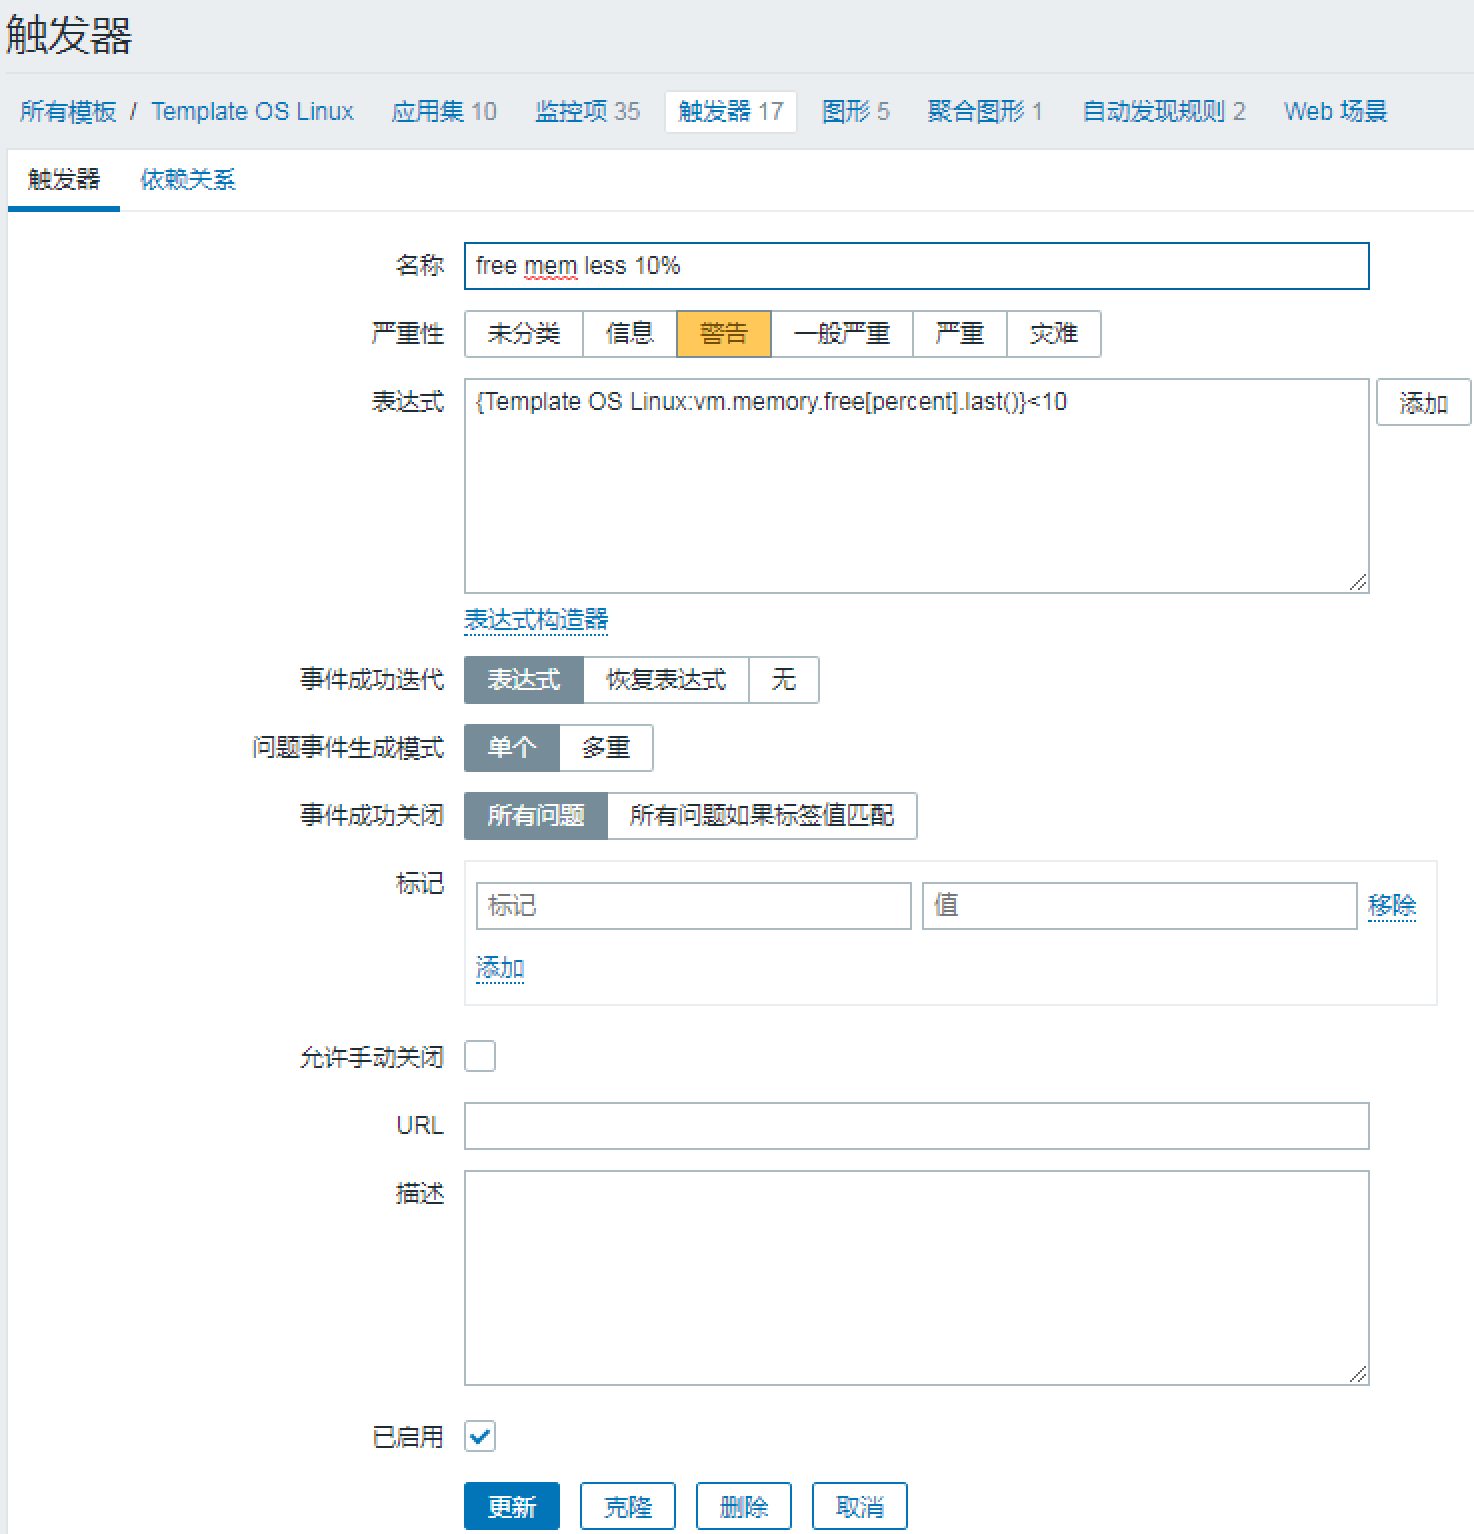 触发器
所有模板 / Template OS Linux 应用集 10 监控项 35 触发器 17 图形 5 聚合图形 1 自动发现规则 2 Web 场景
触发器 依赖关系
名称 free mem less 10%
严重性 未分类 信息 警告 一般严重 严重 灾难
表达式 {Template OS Linux:vm.memory.free[percent].last()}<10 添加
表达式构造器
事件成功迭代 表达式 恢复表达式 无
问题事件生成模式 单个 多重
事件成功关闭 所有问题 所有问题如果标签值匹配
标记 标记 值 移除
添加
允许手动关闭
URL
描述
已启用
更新 克隆 删除 取消